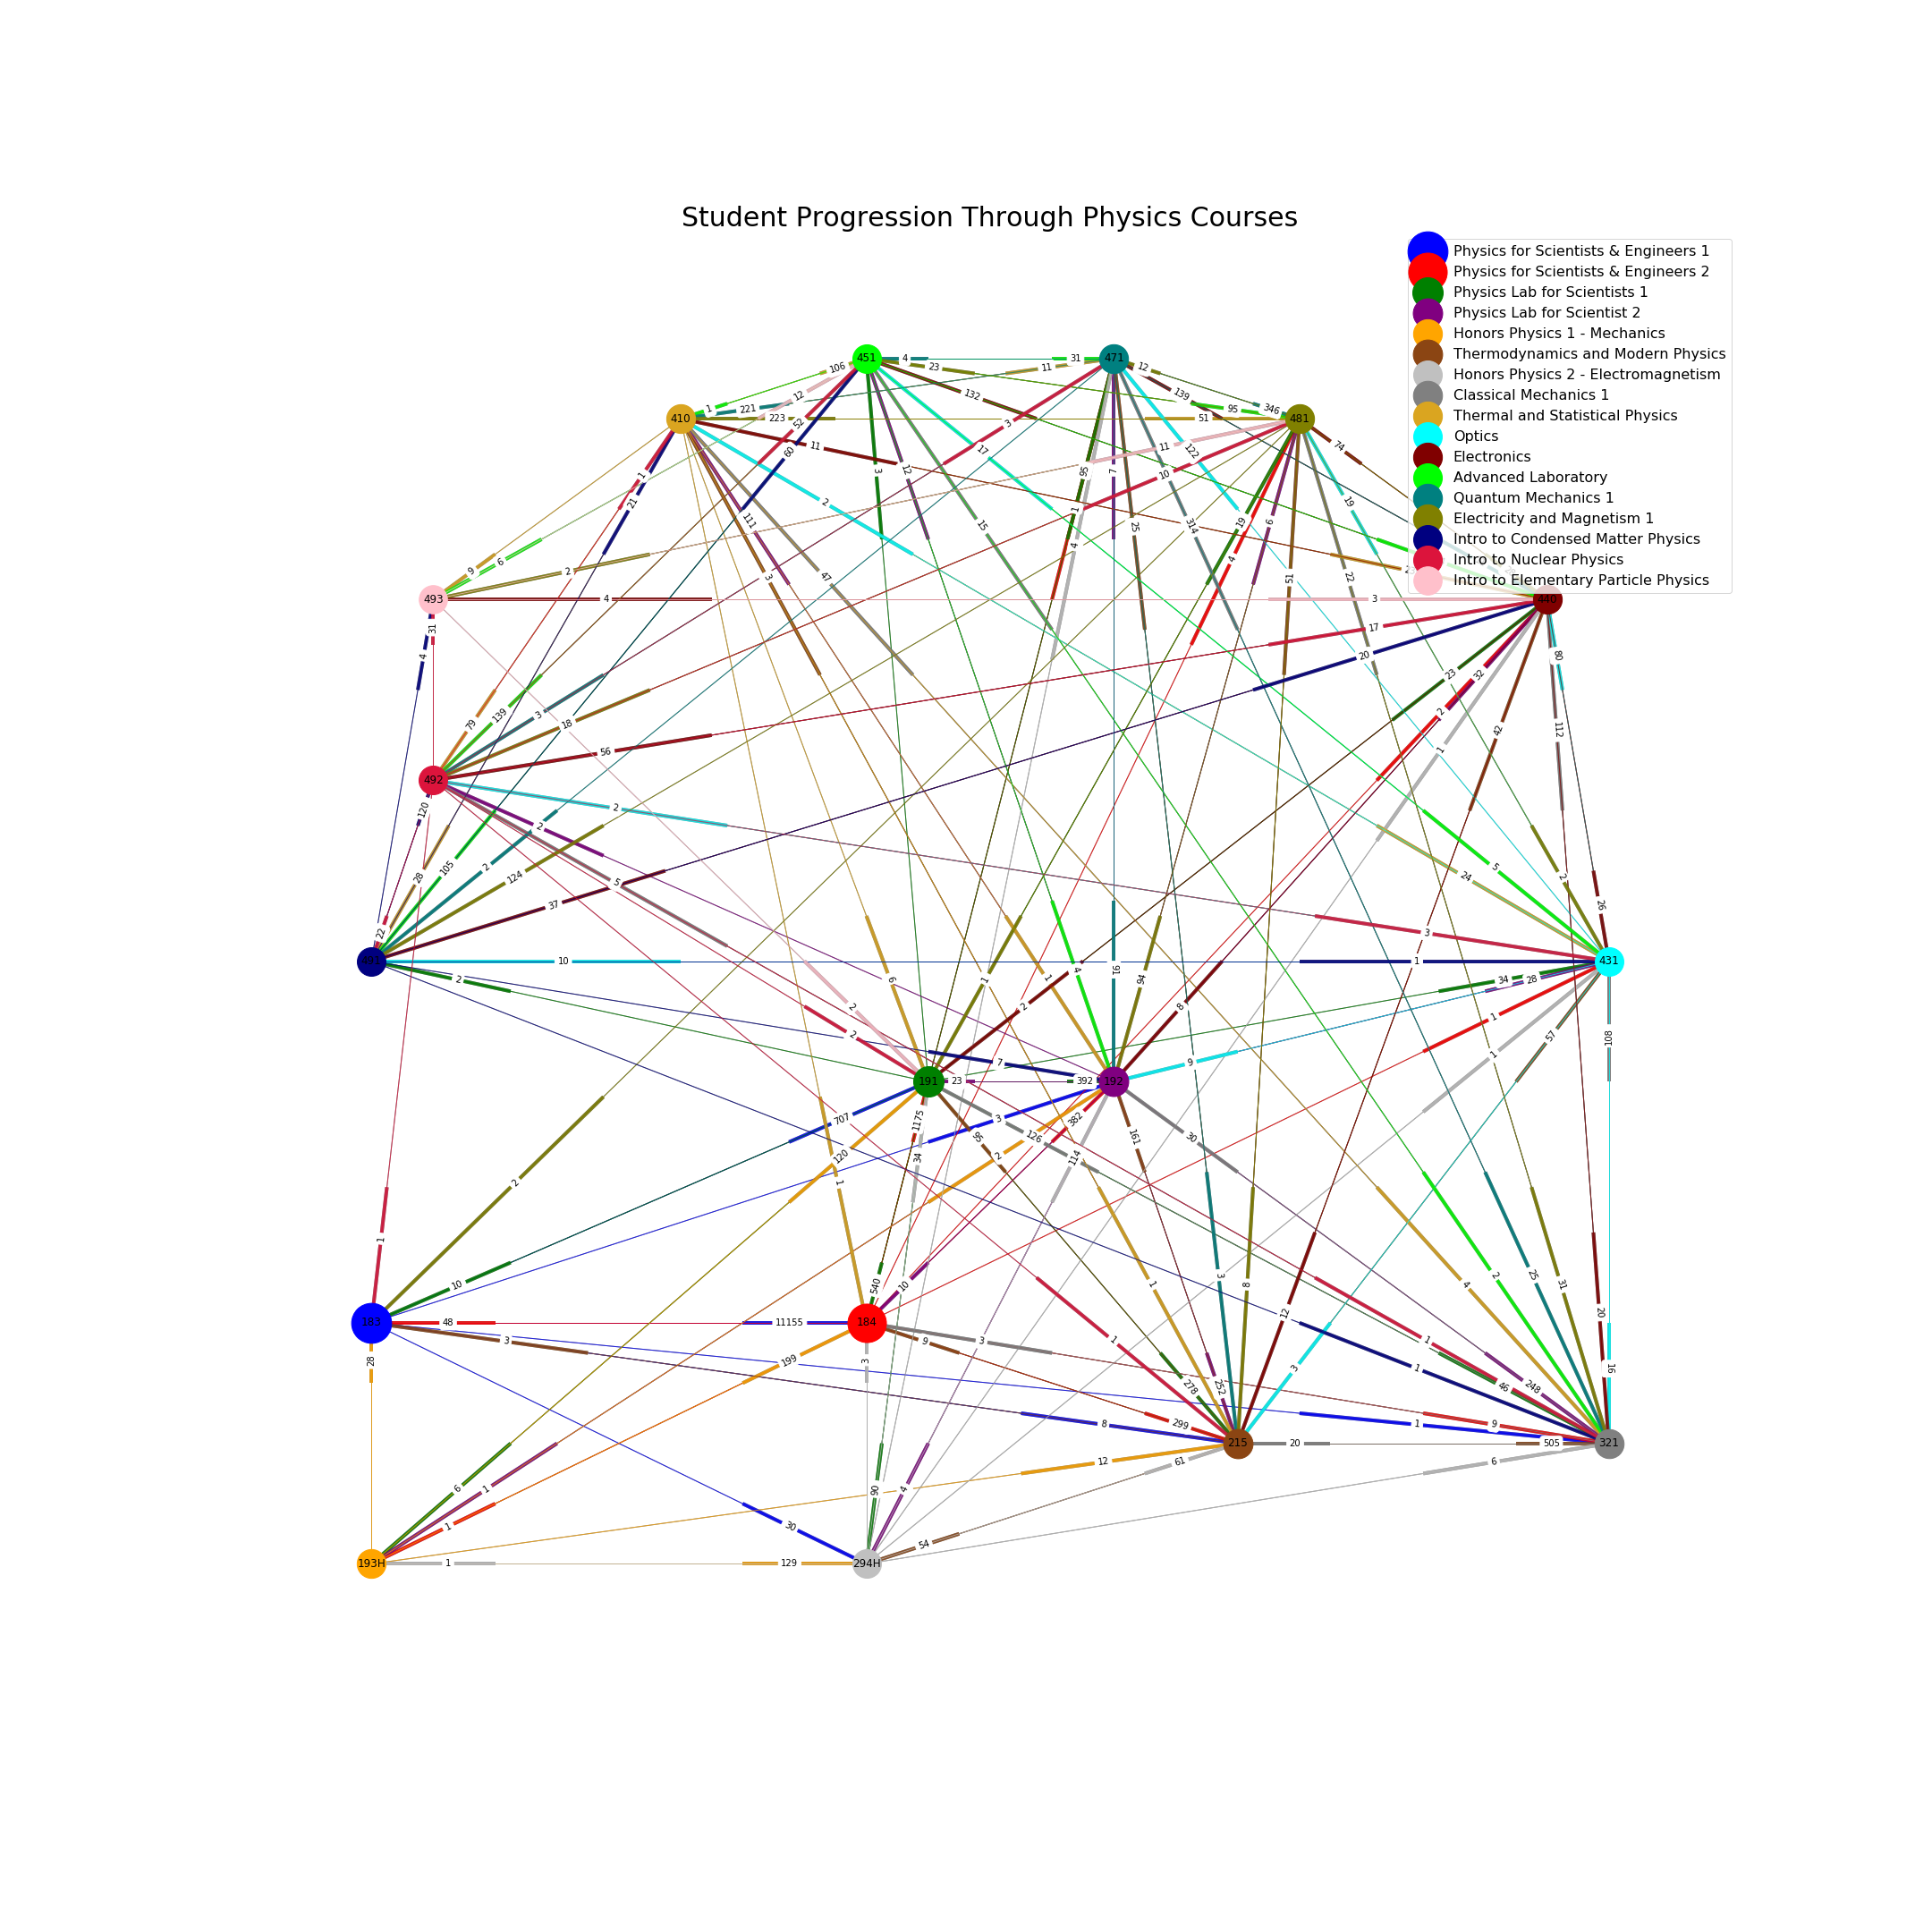 Student Progression Through Physics Courses
Physics for Scientists & Engineers 1
Physics for Scientists & Engineers 2
Physics Lab for Scientists 1
Physics Lab for Scientist 2
Honors Physics 1 - Mechanics
Thermodynamics and Modern Physics
Honors Physics 2 - Electromagnetism
Classical Mechanics 1
Thermal and Statistical Physics
Optics
Electronics
Advanced Laboratory
Quantum Mechanics 1
Electricity and Magnetism 1
Intro to Condensed Matter Physics
Intro to Nuclear Physics
Intro to Elementary Particle Physics
451 4 31 471
106 23 11 12
12 132 139
410 1 221 223 95 346 51 481
52 3 74
60 11 17 122 11
1 3 12 95 7 10 19
21 111 2 15 1 25 314 19 4 6
9 6 2 3 47 4 51 22
493 4 3 440
31 17
4 20 80
23 32
79 139 3 18 2 112
492 56 1 42
120 2
2
28 105 2 124 5 5 24 2
37 26
22 3
10 1 431
2 6 1 1 4 91 94 34 28
2 2 8 1
2 7 9 57 108
191 23 392 192 1
707 1175 3 382
120 34 95 126 2 114 161 30
1
2
1
10 540 10 3 1 8 2 25 31 4
183 48 11155 184 12 20
28 199 3 9 3 3 1 1 16
278 252 46 248
8 299 1 9
215 20 505 321
12 61 6
6 1 90 4
1 30 54
193H 1 129 294H